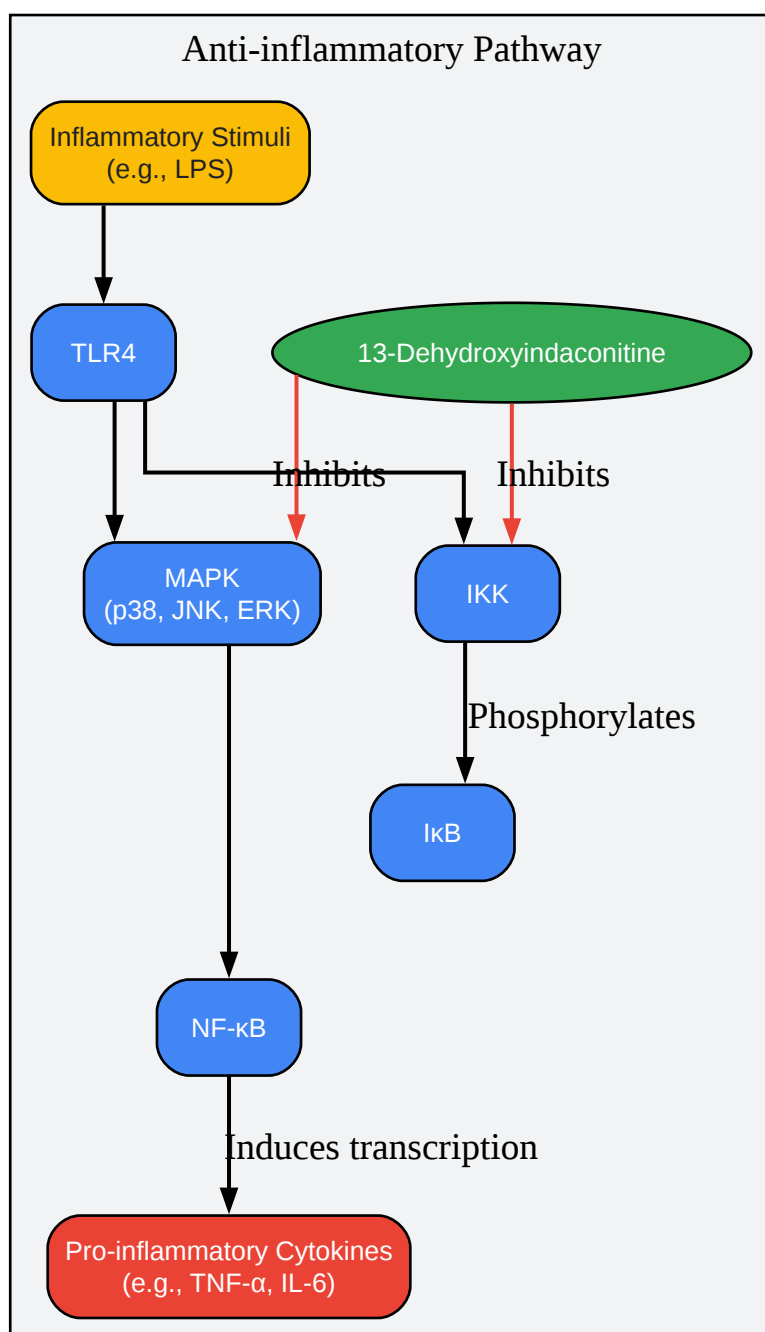 Anti-inflammatory Pathway
Inflammatory Stimuli
(e.g., LPS)
TLR4
13-Dehydroxyindaconitine
Inhibits
Inhibits
MAPK
(p38, JNK, ERK)
IKK
Phosphorylates
IκB
NF-κB
Induces transcription
Pro-inflammatory Cytokines
(e.g., TNF-α, IL-6)